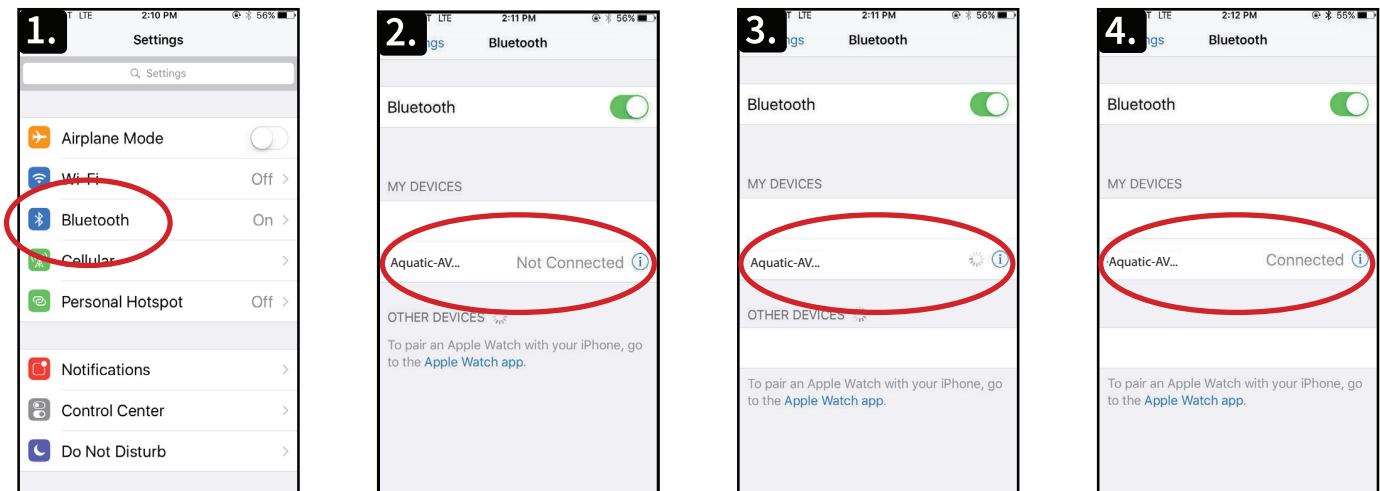 1.
T LTE 2:10 PM 56%
Settings
Settings
Airplane Mode
Wi-Fi Off
Bluetooth On
Cellular
Personal Hotspot Off
Notifications
Control Center
Do Not Disturb
2.
T LTE 2:11 PM 56%
ngs Bluetooth
Bluetooth
MY DEVICES
Aquatic-AV... Not Connected
OTHER DEVICES
To pair an Apple Watch with your iPhone, go
to the Apple Watch app.
3.
T LTE 2:11 PM 56%
ngs Bluetooth
Bluetooth
MY DEVICES
Aquatic-AV...
OTHER DEVICES
To pair an Apple Watch with your iPhone, go
to the Apple Watch app.
4.
T LTE 2:12 PM 55%
ngs Bluetooth
Bluetooth
MY DEVICES
Aquatic-AV... Connected
To pair an Apple Watch with your iPhone, go
to the Apple Watch app.